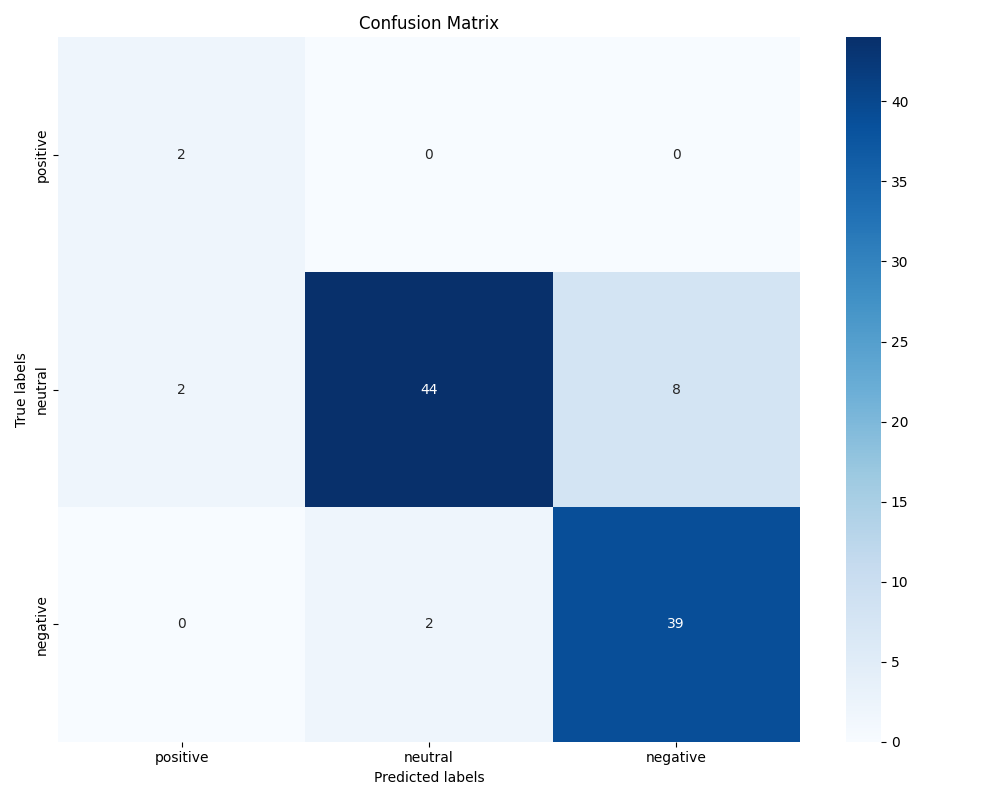 Confusion Matrix
positive
2
0
0
True labels
neutral
2
44
8
negative
0
2
39
positive
neutral
negative
Predicted labels
40
35
30
25
20
15
10
5
0